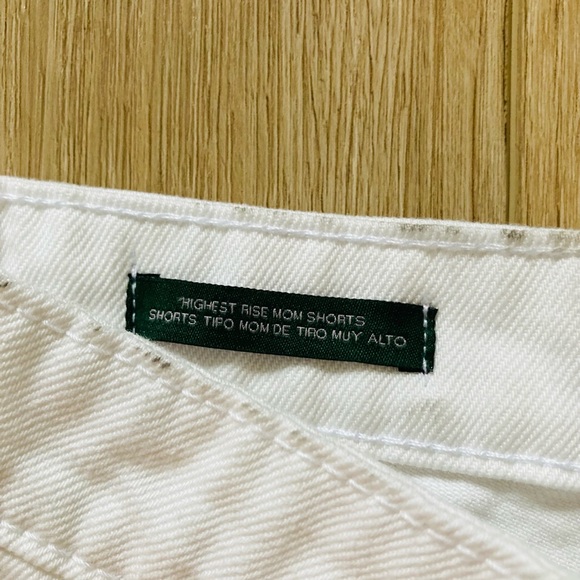 HIGHEST RISE MOM SHORTS
SHORTS TIPO MOM DE TIRO MUY ALTO